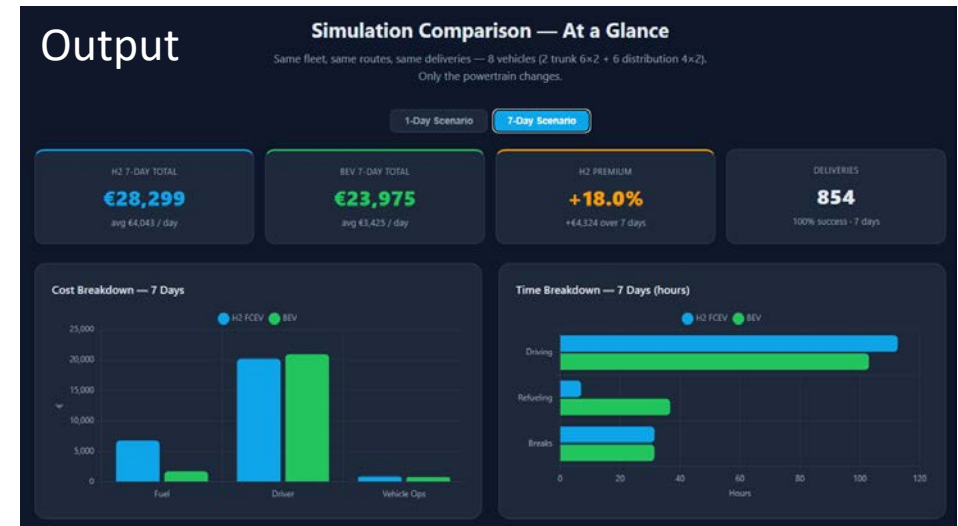 Output
Simulation Comparison — At a Glance
Same fleet, same routes, same deliveries — 8 vehicles (2 trunk 6×2 + 6 distribution 4×2).
Only the powertrain changes.
1-Day Scenario
7-Day Scenario
H2 7-DAY TOTAL
€28,299
avg €4,043 / day
BEV 7-DAY TOTAL
€23,975
avg €3,425 / day
H2 PREMIUM
+18.0%
+€4,324 over 7 days
DELIVERIES
854
100% success · 7 days
Cost Breakdown — 7 Days
H2 FCEV
BEV
25,000
20,000
15,000
10,000
5,000
0
€
Fuel
Driver
Vehicle Ops
Time Breakdown — 7 Days (hours)
H2 FCEV
BEV
Driving
Refueling
Breaks
0
20
40
60
80
100
120
Hours